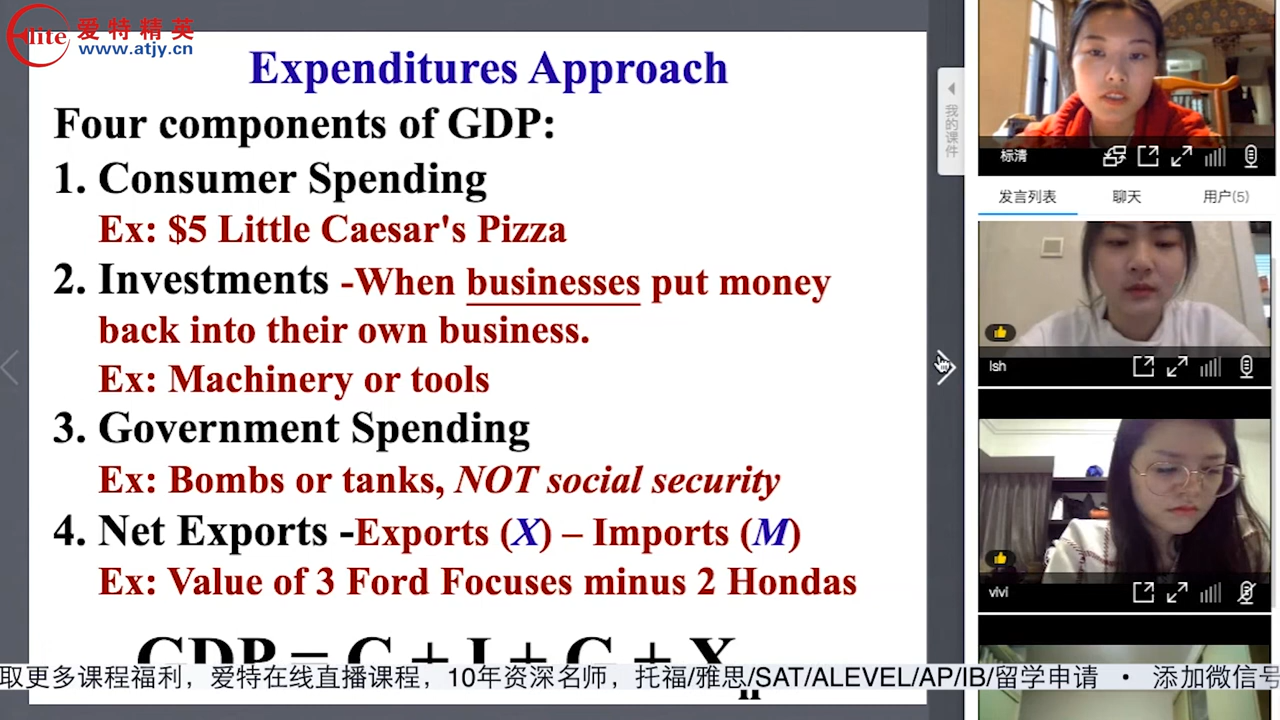 Elite 爱特精英
www.atjy.cn
Expenditures Approach
Four components of GDP:
1. Consumer Spending
Ex: $5 Little Caesar's Pizza
2. Investments -When businesses put money
back into their own business.
Ex: Machinery or tools
3. Government Spending
Ex: Bombs or tanks, NOT social security
4. Net Exports -Exports (X) – Imports (M)
Ex: Value of 3 Ford Focuses minus 2 Hondas
GDP = C + I + G + Xn
取更多课程福利，爱特在线直播课程，10年资深名师，托福/雅思/SAT/ALEVEL/AP/IB/留学申请 • 添加微信号
我的课件
标清
发言列表 聊天 用户(5)
lsh
vivi